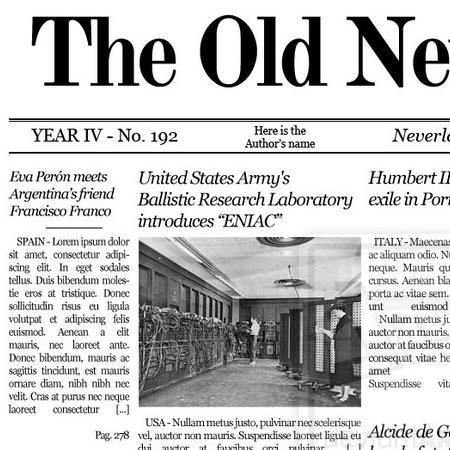 The Old Ne
YEAR IV - No. 192
Here is the
Author's name
Neverl
Eva Perón meets
Argentina's friend
Francisco Franco
SPAIN - Lorem ipsum dolor
sit amet, consectetur adipi-
scing elit. In eget sodales
tellus. Duis bibendum moles-
tie eros at tristique. Donec
sollicitudin risus eu ligula
volutpat et adipiscing felis
euismod. Aenean a elit
mauris, nec laoreet ante.
Donec bibendum, mauris ac
sagittis tincidunt, est mauris
ornare diam, nibh nibh nec
velit. Cras at purus nec neque
laoreet consectetur [...]
Pag. 278
United States Army's
Ballistic Research Laboratory
introduces "ENIAC"
USA - Nullam metus justo, pulvinar nec scelerisque
vel, auctor non mauris. Suspendisse laoreet ligula eu
dui auctor at faucibus orci pulvinar
Humbert II
exile in Por
ITALY - Maecenas
ac aliquam odio. Nu
neque. Mauris qu
cursus. Aenean bla
porta ac vitae sem.
unt euismod
Nullam metus ju
auctor non mauris.
auctor at faucibus o
consequat vitae he
amet
Suspendisse vita
Alcide de Ga